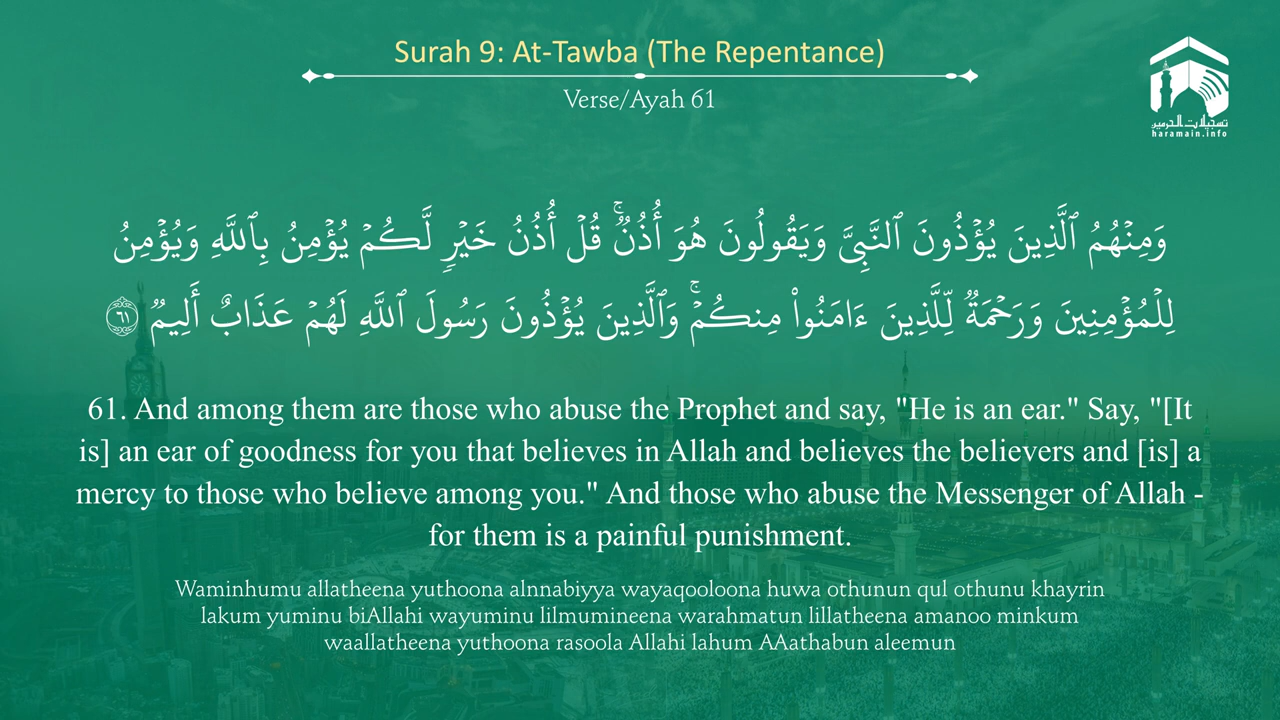 Surah 9: At-Tawba (The Repentance)
Verse/Ayah 61
تسجيلات الحرمين
haramain.info
وَمِنۡهُمُ ٱلَّذِينَ يُؤۡذُونَ ٱلنَّبِيَّ وَيَقُولُونَ هُوَ أُذُنٞۚ قُلۡ أُذُنُ خَيۡرٖ لَّكُمۡ يُؤۡمِنُ بِٱللَّهِ وَيُؤۡمِنُ
لِلۡمُؤۡمِنِينَ وَرَحۡمَةٞ لِّلَّذِينَ ءَامَنُواْ مِنكُمۡۚ وَٱلَّذِينَ يُؤۡذُونَ رَسُولَ ٱللَّهِ لَهُمۡ عَذَابٌ أَلِيمٞ ٦١
61. And among them are those who abuse the Prophet and say, "He is an ear." Say, "[It
is] an ear of goodness for you that believes in Allah and believes the believers and [is] a
mercy to those who believe among you." And those who abuse the Messenger of Allah -
for them is a painful punishment.
Waminhumu allatheena yuthoona alnnabiyya wayaqooloona huwa othunun qul othunu khayrin
lakum yuminu biAllahi wayuminu lilmumineena warahmatun lillatheena amanoo minkum
waallatheena yuthoona rasoola Allahi lahum AAathabun aleemun